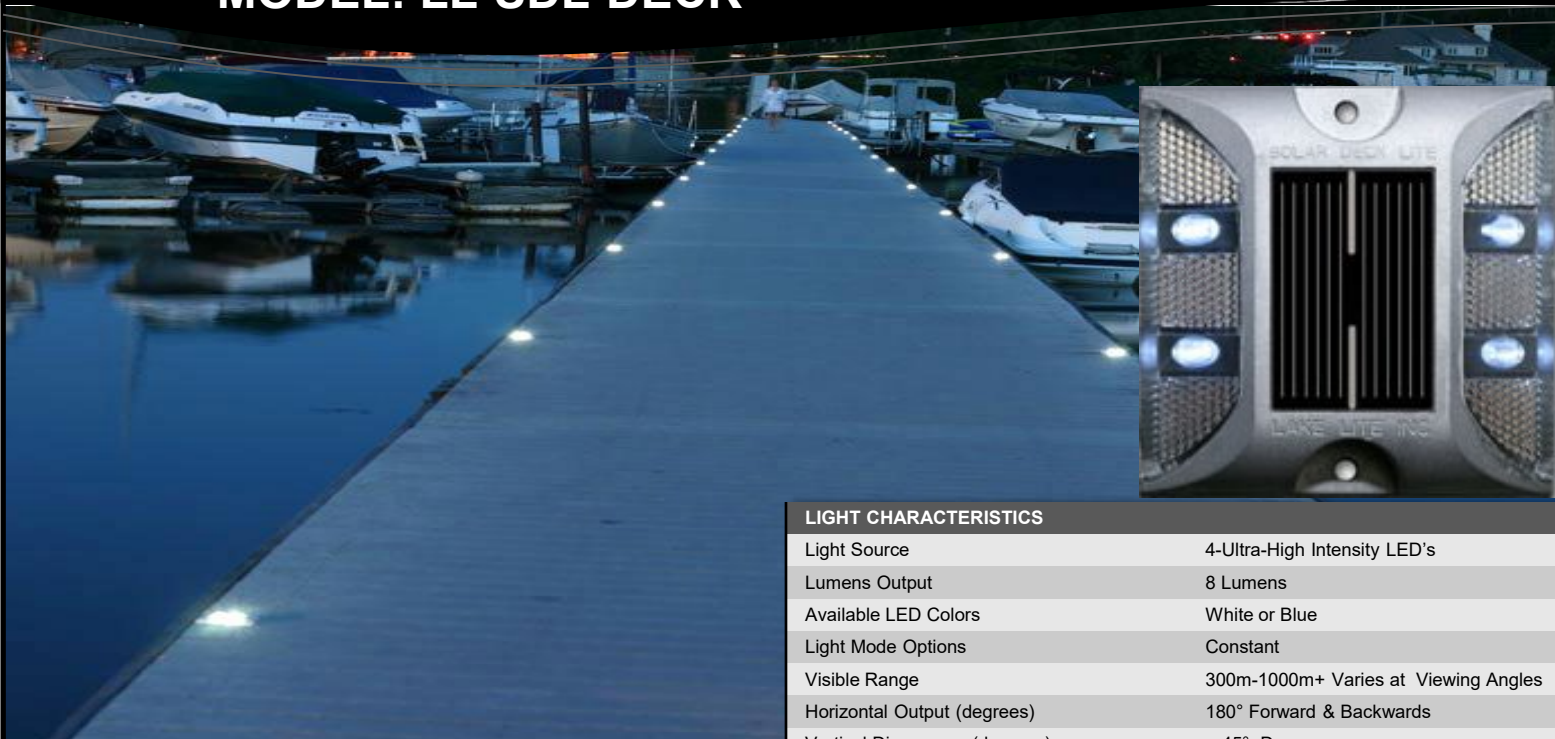 SOLAR DECK LITE
LAKE LITE INC
LIGHT CHARACTERISTICS
Light Source 4-Ultra-High Intensity LED's
Lumens Output 8 Lumens
Available LED Colors White or Blue
Light Mode Options Constant
Visible Range 300m-1000m+ Varies at Viewing Angles
Horizontal Output (degrees) 180° Forward & Backwards